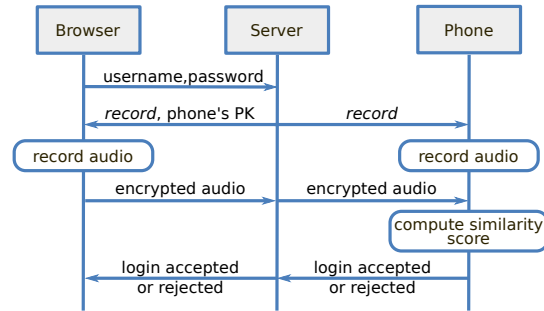 Browser
Server
Phone
username,password
record, phone's PK
record
record audio
record audio
encrypted audio
encrypted audio
compute similarity
score
login accepted
or rejected
login accepted
or rejected